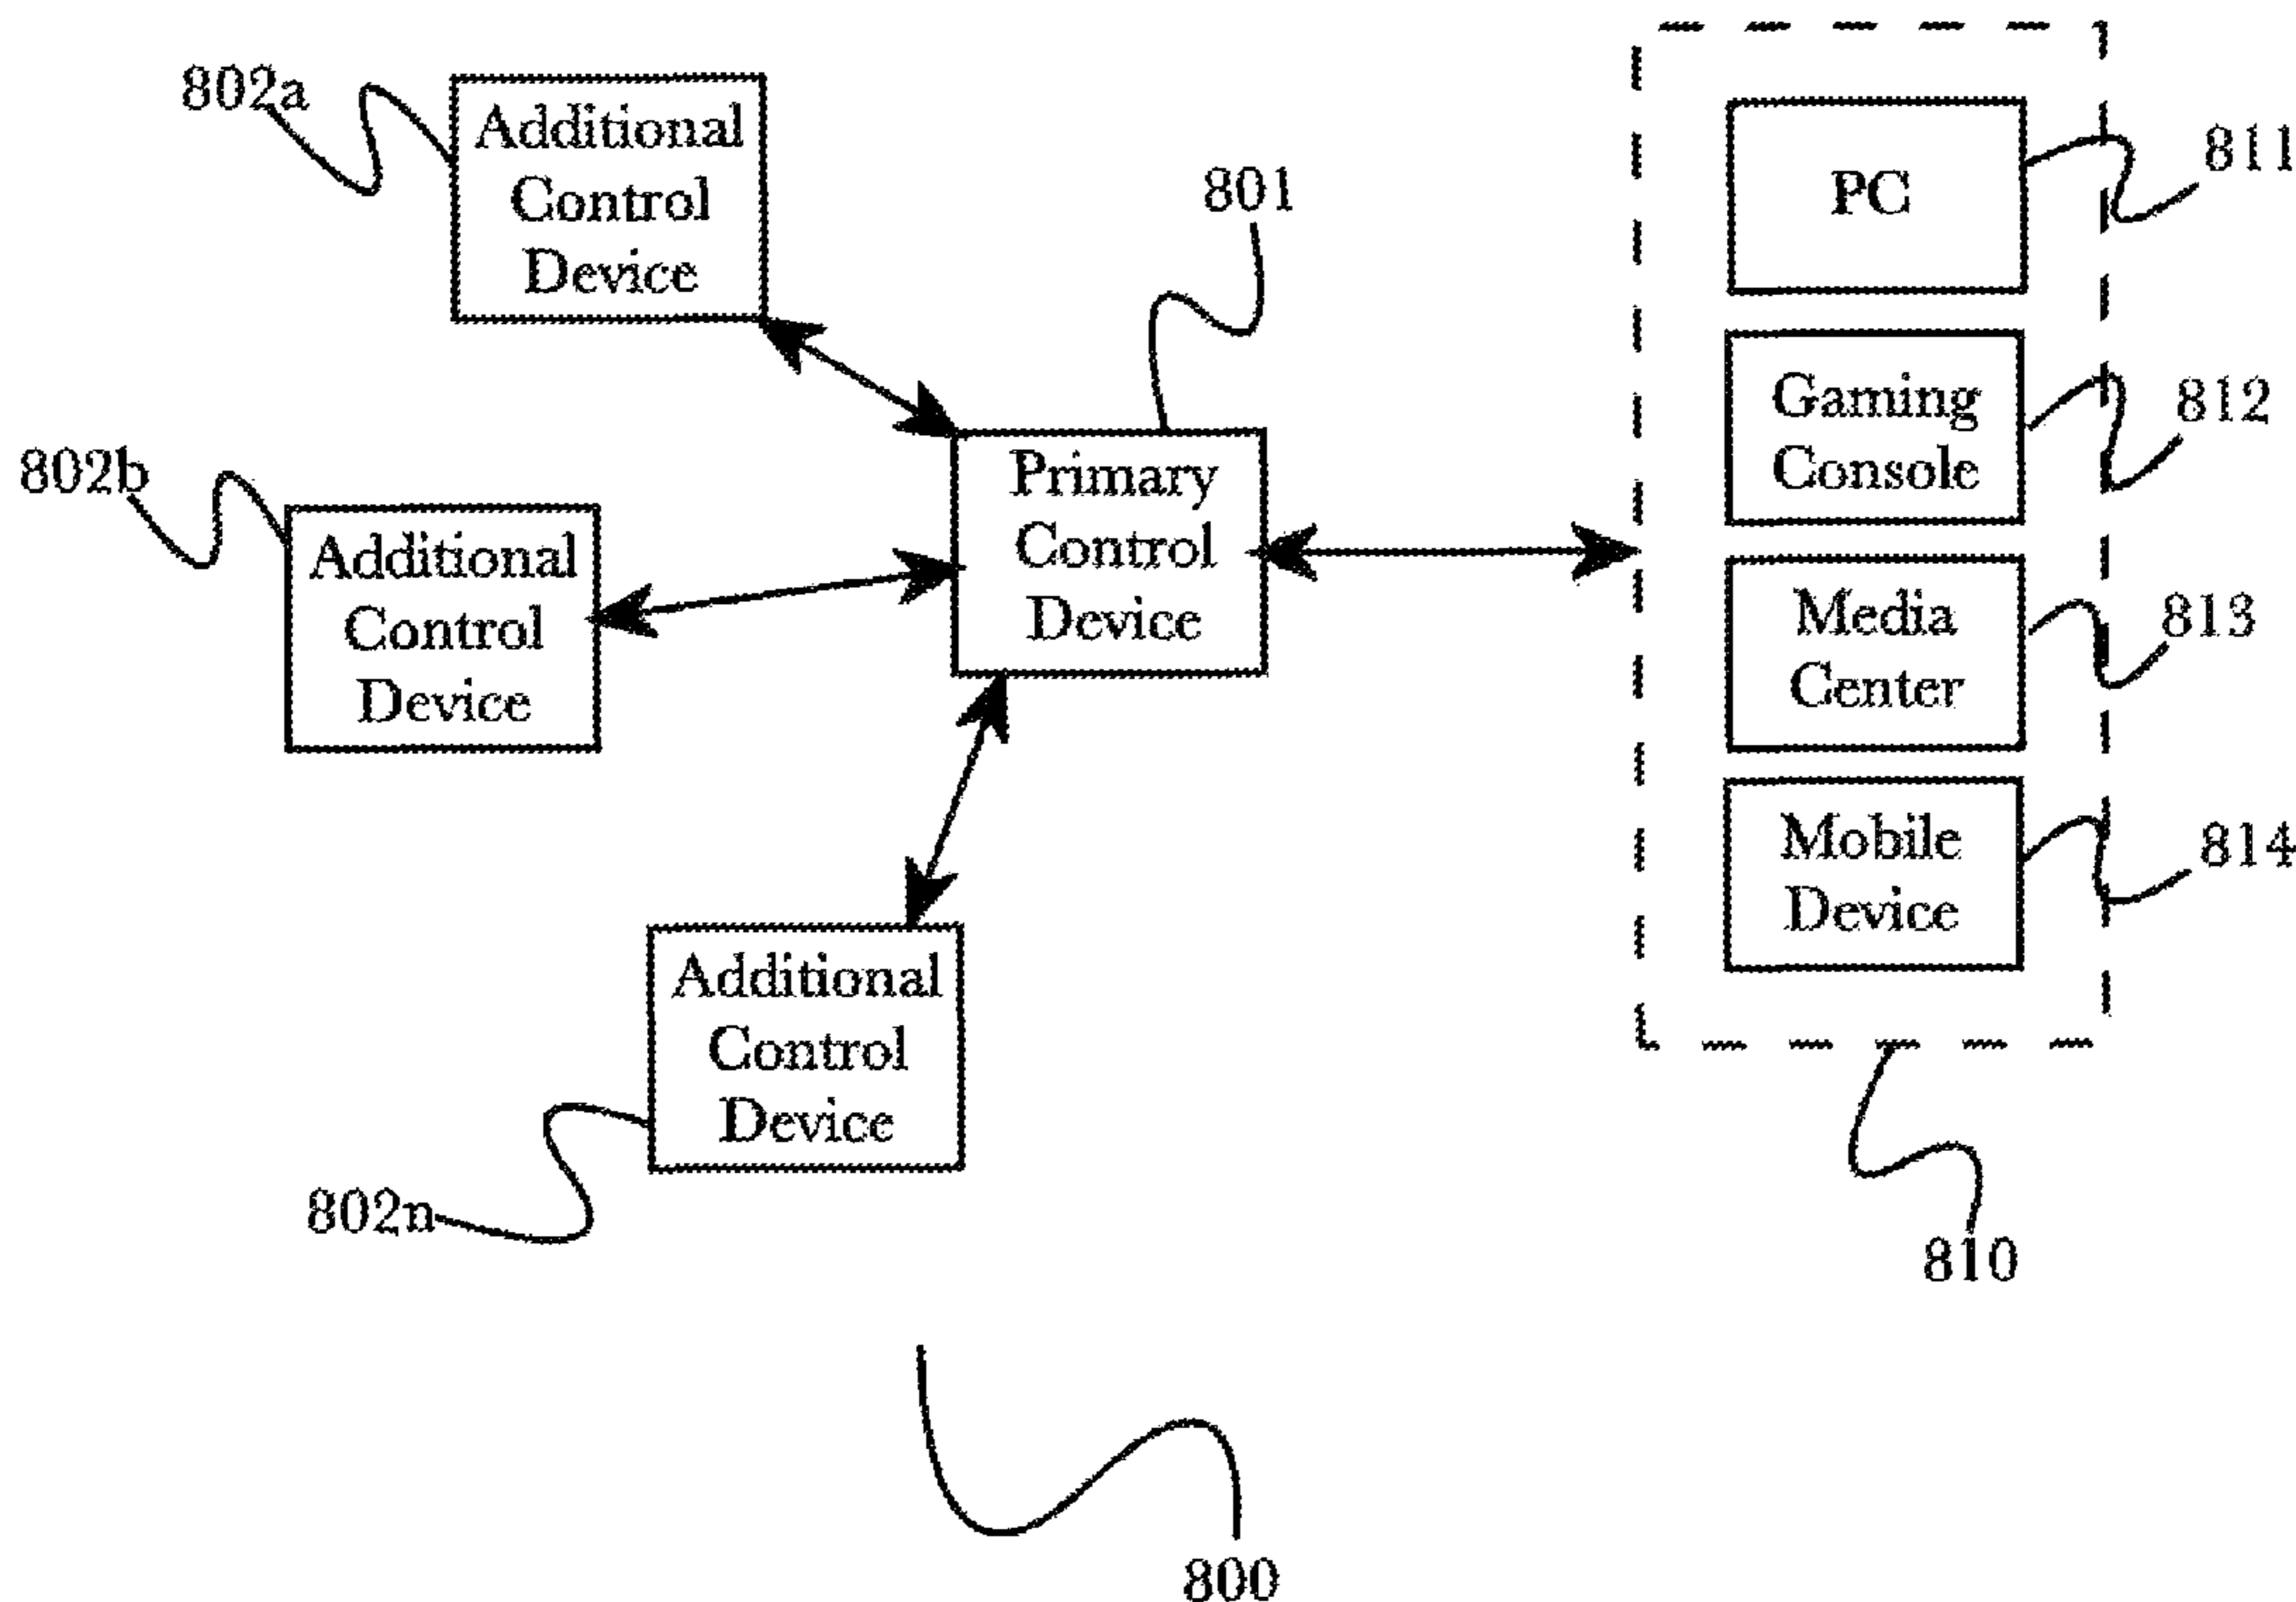 802a
Additional
Control
Device
801
802b
Additional
Control
Device
Primary
Control
Device
802n
Additional
Control
Device
PC
811
Gaming
Console
812
Media
Center
813
Mobile
Device
814
810
800